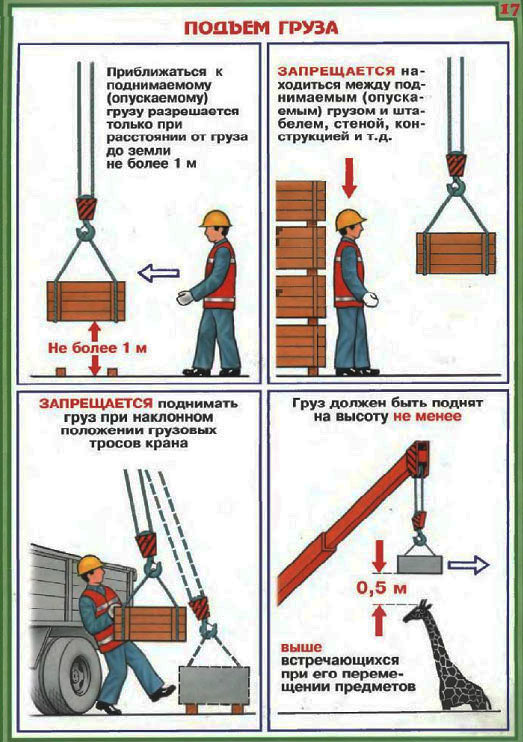 17
ПОДЪЕМ ГРУЗА
Приближаться к
поднимаемому
(опускаемому)
грузу разрешается
только при
расстоянии от груза
до земли
не более 1 м
Не более 1 м
ЗАПРЕЩАЕТСЯ на-
ходиться между под-
нимаемым (опуска-
емым) грузом и шта-
белем, стеной, кон-
струкцией и т.д.
ЗАПРЕЩАЕТСЯ поднимать
груз при наклонном
положении грузовых
тросов крана
Груз должен быть поднят
на высоту не менее
0,5 м
выше
встречающихся
при его переме-
щении предметов